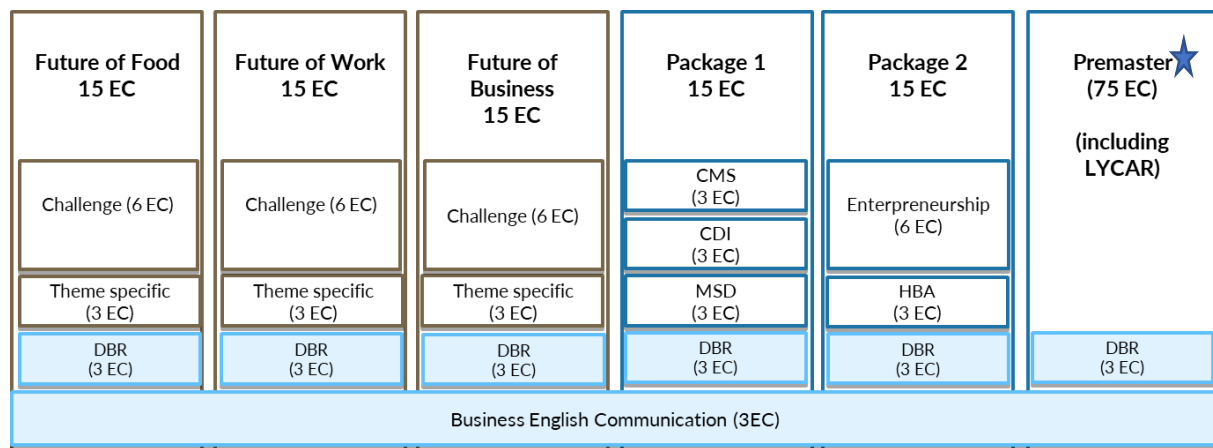 Future of Food
15 EC
Challenge (6 EC)
Theme specific
(3 EC)
DBR
(3 EC)
Future of Work
15 EC
Challenge (6 EC)
Theme specific
(3 EC)
DBR
(3 EC)
Future of
Business
15 EC
Challenge (6 EC)
Theme specific
(3 EC)
DBR
(3 EC)
Package 1
15 EC
CMS
(3 EC)
CDI
(3 EC)
MSD
(3 EC)
DBR
(3 EC)
Package 2
15 EC
Enterpreneurship
(6 EC)
HBA
(3 EC)
DBR
(3 EC)
Premaster
(75 EC)
(including
LYCAR)
DBR
(3 EC)
Business English Communication (3EC)